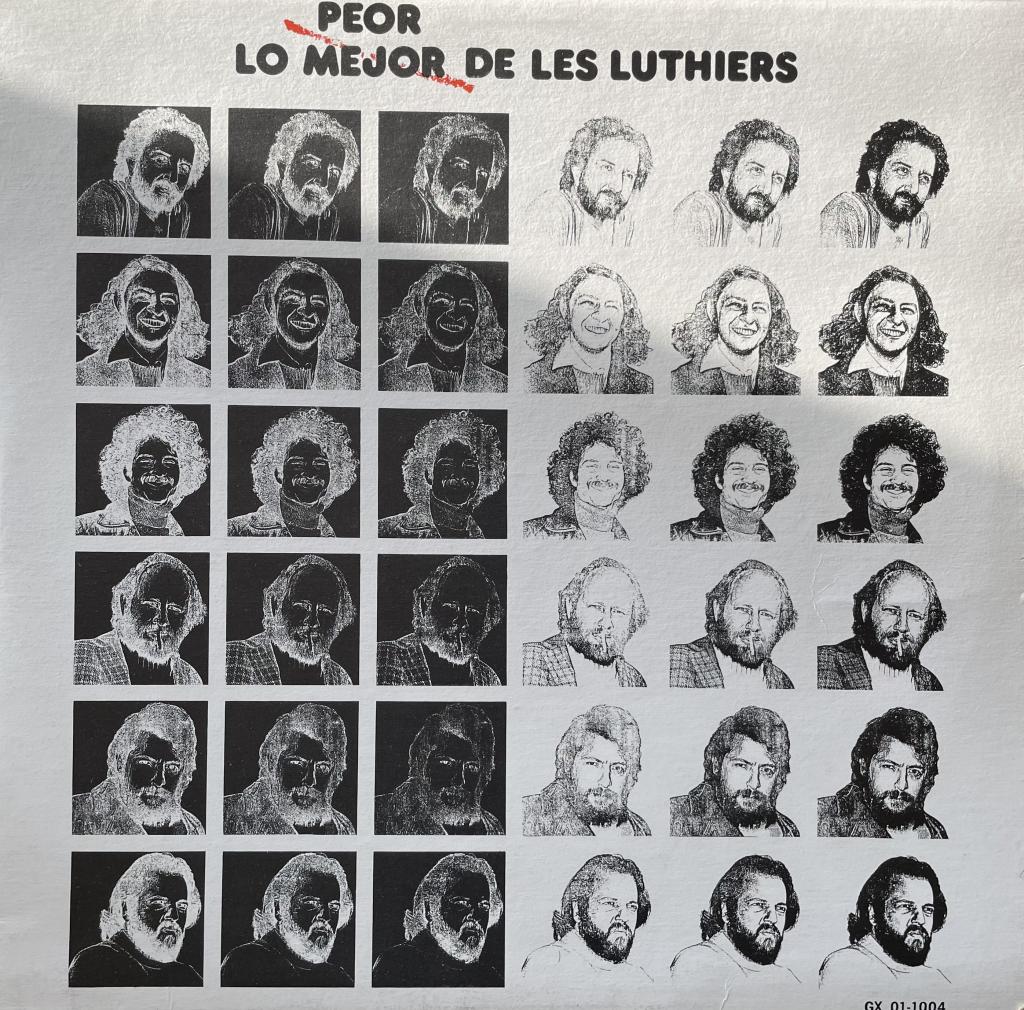 PEOR
LO MEJOR DE LES LUTHIERS
GX 01-1004